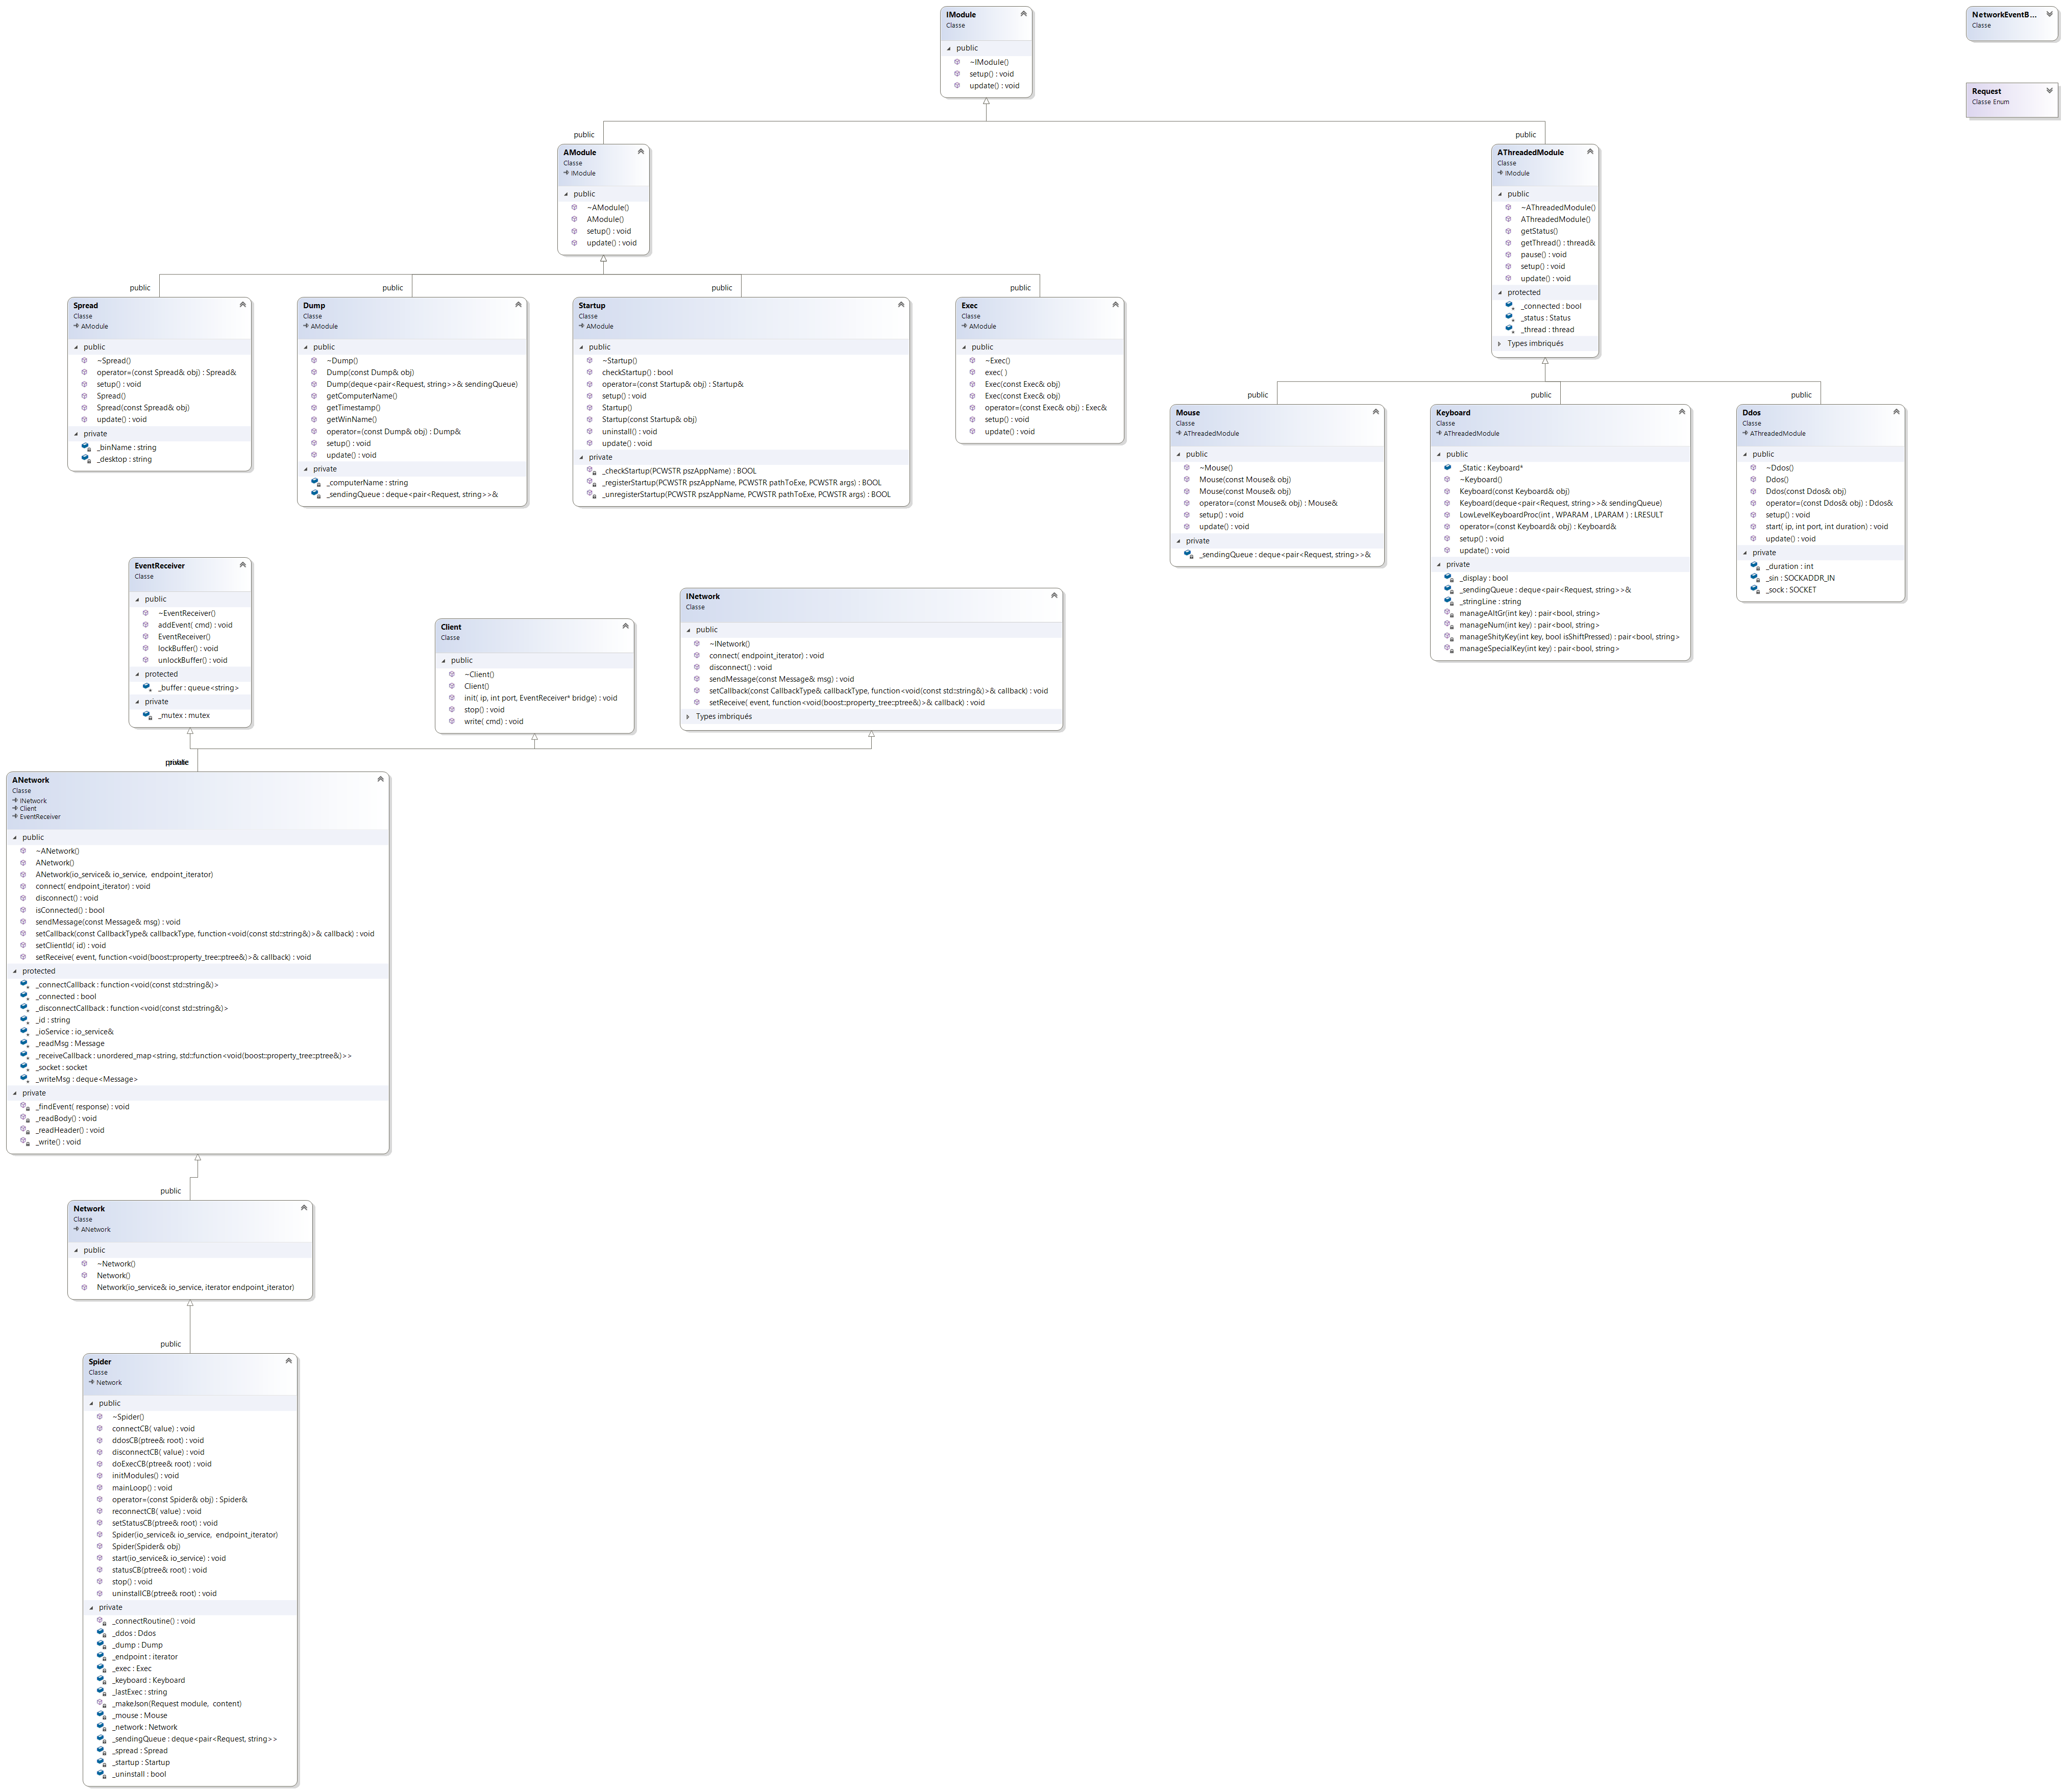 IModule
Classe
public
~IModule()
setup() : void
update() : void
NetworkEventB...
Classe
Request
Classe Enum
public
public
AModule
Classe
IModule
public
~AModule()
AModule()
setup() : void
update() : void
AThreadedModule
Classe
IModule
public
~AThreadedModule()
AThreadedModule()
getStatus()
getThread() : thread&
pause() : void
setup() : void
update() : void
protected
_connected : bool
_status : Status
_thread : thread
Types imbriqués
public
public
public
public
Spread
Classe
AModule
public
~Spread()
operator=(const Spread& obj) : Spread&
setup() : void
Spread()
Spread(const Spread& obj)
update() : void
private
_binName : string
_desktop : string
Dump
Classe
AModule
public
~Dump()
Dump(const Dump& obj)
Dump(deque<pair<Request, string>>& sendingQueue)
getComputerName()
getTimestamp()
getWinName()
operator=(const Dump& obj) : Dump&
setup() : void
update() : void
private
_computerName : string
_sendingQueue : deque<pair<Request, string>>&
Startup
Classe
AModule
public
~Startup()
checkStartup() : bool
operator=(const Startup& obj) : Startup&
setup() : void
Startup()
Startup(const Startup& obj)
uninstall() : void
update() : void
private
_checkStartup(PCWSTR pszAppName) : BOOL
_registerStartup(PCWSTR pszAppName, PCWSTR pathToExe, PCWSTR args) : BOOL
_unregisterStartup(PCWSTR pszAppName, PCWSTR pathToExe, PCWSTR args) : BOOL
Exec
Classe
AModule
public
~Exec()
exec( )
Exec(const Exec& obj)
Exec(const Exec& obj)
operator=(const Exec& obj) : Exec&
setup() : void
update() : void
public
public
public
Mouse
Classe
AThreadedModule
public
~Mouse()
Mouse(const Mouse& obj)
Mouse(const Mouse& obj)
operator=(const Mouse& obj) : Mouse&
setup() : void
update() : void
private
_sendingQueue : deque<pair<Request, string>>&
Keyboard
Classe
AThreadedModule
public
_Static : Keyboard*
~Keyboard()
Keyboard(const Keyboard& obj)
Keyboard(deque<pair<Request, string>>& sendingQueue)
LowLevelKeyboardProc(int , WPARAM , LPARAM ) : LRESULT
operator=(const Keyboard& obj) : Keyboard&
setup() : void
update() : void
private
_display : bool
_sendingQueue : deque<pair<Request, string>>&
_stringLine : string
manageAltGr(int key) : pair<bool, string>
manageNum(int key) : pair<bool, string>
manageShityKey(int key, bool isShiftPressed) : pair<bool, string>
manageSpecialKey(int key) : pair<bool, string>
Ddos
Classe
AThreadedModule
public
~Ddos()
Ddos()
Ddos(const Ddos& obj)
operator=(const Ddos& obj) : Ddos&
setup() : void
start( ip, int port, int duration) : void
update() : void
private
_duration : int
_sin : SOCKADDR_IN
_sock : SOCKET
EventReceiver
Classe
public
~EventReceiver()
addEvent( cmd) : void
EventReceiver()
lockBuffer() : void
unlockBuffer() : void
protected
_buffer : queue<string>
private
_mutex : mutex
Client
Classe
public
~Client()
Client()
init( ip, int port, EventReceiver* bridge) : void
stop() : void
write( cmd) : void
INetwork
Classe
public
~INetwork()
connect( endpoint_iterator) : void
disconnect() : void
sendMessage(const Message& msg) : void
setCallback(const CallbackType& callbackType, function<void(const std::string&)>& callback) : void
setReceive( event, function<void(boost::property_tree::ptree&)>& callback) : void
Types imbriqués
private
ANetwork
Classe
INetwork
Client
EventReceiver
public
~ANetwork()
ANetwork()
ANetwork(io_service& io_service, endpoint_iterator)
connect( endpoint_iterator) : void
disconnect() : void
isConnected() : bool
sendMessage(const Message& msg) : void
setCallback(const CallbackType& callbackType, function<void(const std::string&)>& callback) : void
setClientId( id) : void
setReceive( event, function<void(boost::property_tree::ptree&)>& callback) : void
protected
_connectCallback : function<void(const std::string&)>
_connected : bool
_disconnectCallback : function<void(const std::string&)>
_id : string
_ioService : io_service&
_readMsg : Message
_receiveCallback : unordered_map<string, std::function<void(boost::property_tree::ptree&)>>
_socket : socket
_writeMsg : deque<Message>
private
_findEvent( response) : void
_readBody() : void
_readHeader() : void
_write() : void
public
Network
Classe
ANetwork
public
~Network()
Network()
Network(io_service& io_service, iterator endpoint_iterator)
public
Spider
Classe
Network
public
~Spider()
connectCB( value) : void
ddosCB(ptree& root) : void
disconnectCB( value) : void
doExecCB(ptree& root) : void
initModules() : void
mainLoop() : void
operator=(const Spider& obj) : Spider&
reconnectCB( value) : void
setStatusCB(ptree& root) : void
Spider(io_service& io_service, endpoint_iterator)
Spider(Spider& obj)
start(io_service& io_service) : void
statusCB(ptree& root) : void
stop() : void
uninstallCB(ptree& root) : void
private
_connectRoutine() : void
_ddos : Ddos
_dump : Dump
_endpoint : iterator
_exec : Exec
_keyboard : Keyboard
_lastExec : string
_makeJson(Request module, content)
_mouse : Mouse
_network : Network
_sendingQueue : deque<pair<Request, string>>
_spread : Spread
_startup : Startup
_uninstall : bool